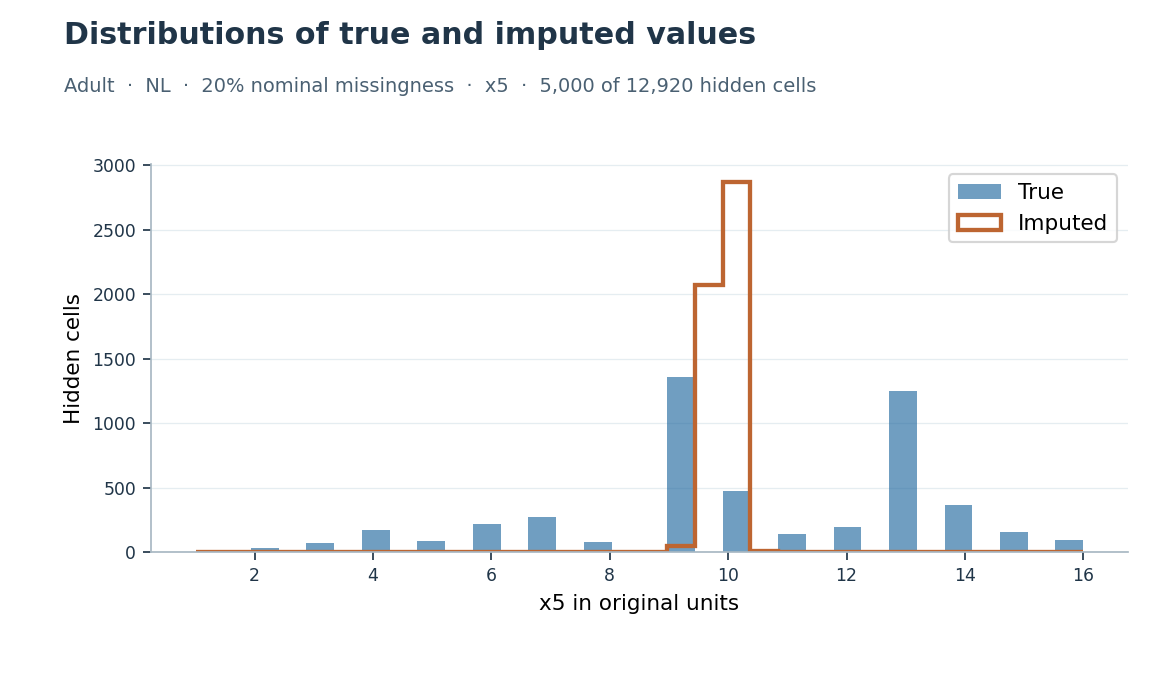 Distributions of true and imputed values
Adult · NL · 20% nominal missingness · x5 · 5,000 of 12,920 hidden cells
3000
2500
2000
1500
1000
500
0
Hidden cells
True
Imputed
2 4 6 8 10 12 14 16
x5 in original units